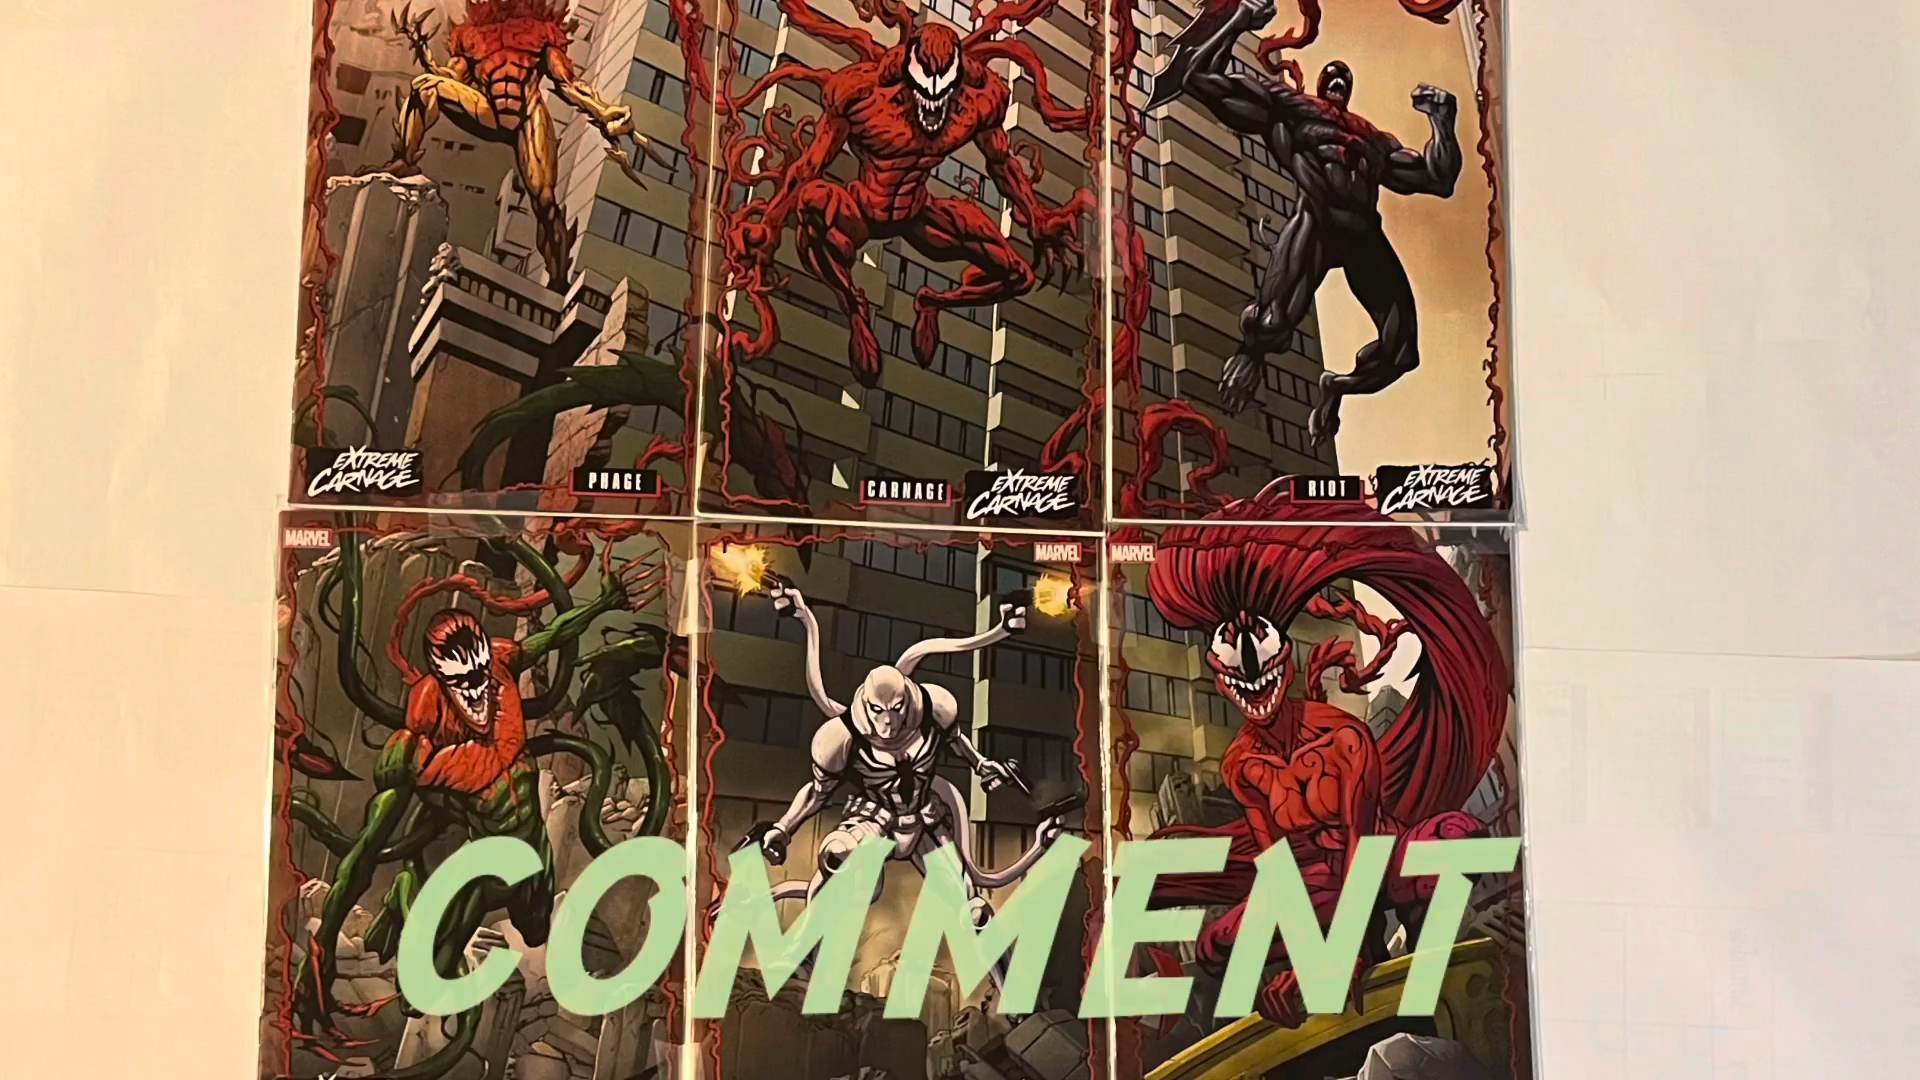 EXTREME
CARNAGE
PHAGE
CARNAGE
EXTREME
CARNAGE
RIOT
EXTREME
CARNAGE
MARVEL
MARVEL
MARVEL
COMMENT